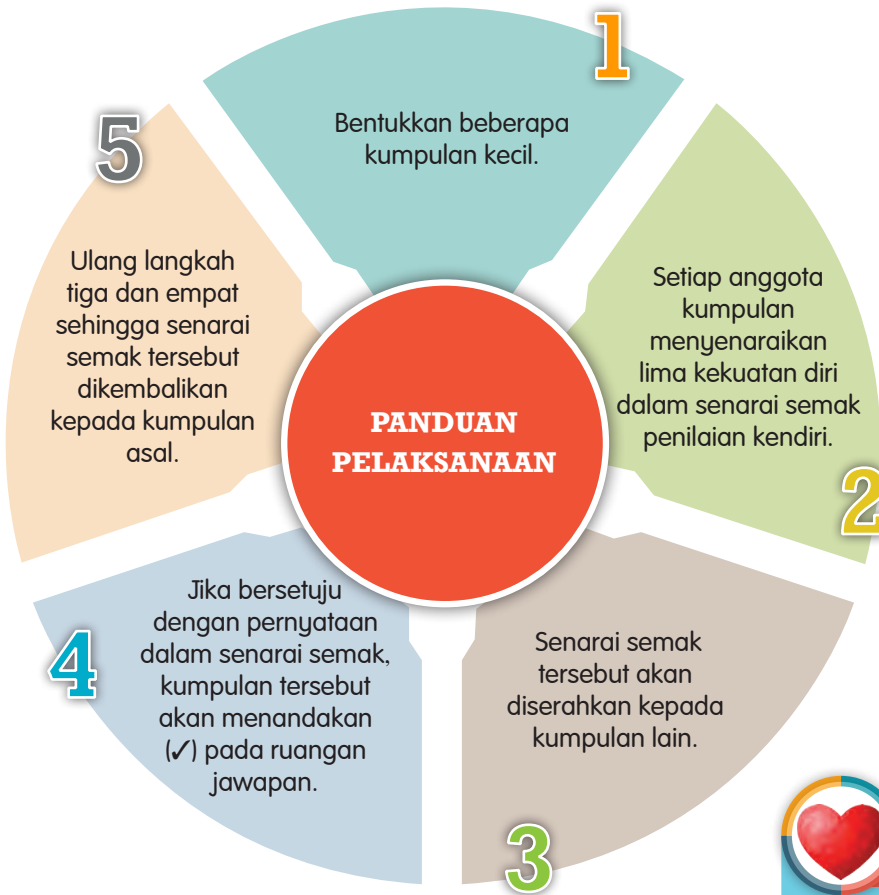 PANDUAN
PELAKSANAAN
1
Bentukkan beberapa
kumpulan kecil.
2
Setiap anggota
kumpulan
menyenaraikan
lima kekuatan diri
dalam senarai semak
penilaian kendiri.
3
Senarai semak
tersebut akan
diserahkan kepada
kumpulan lain.
4
Jika bersetuju
dengan pernyataan
dalam senarai semak,
kumpulan tersebut
akan menandakan
(✓) pada ruangan
jawapan.
5
Ulang langkah
tiga dan empat
sehingga senarai
semak tersebut
dikembalikan
kepada kumpulan
asal.